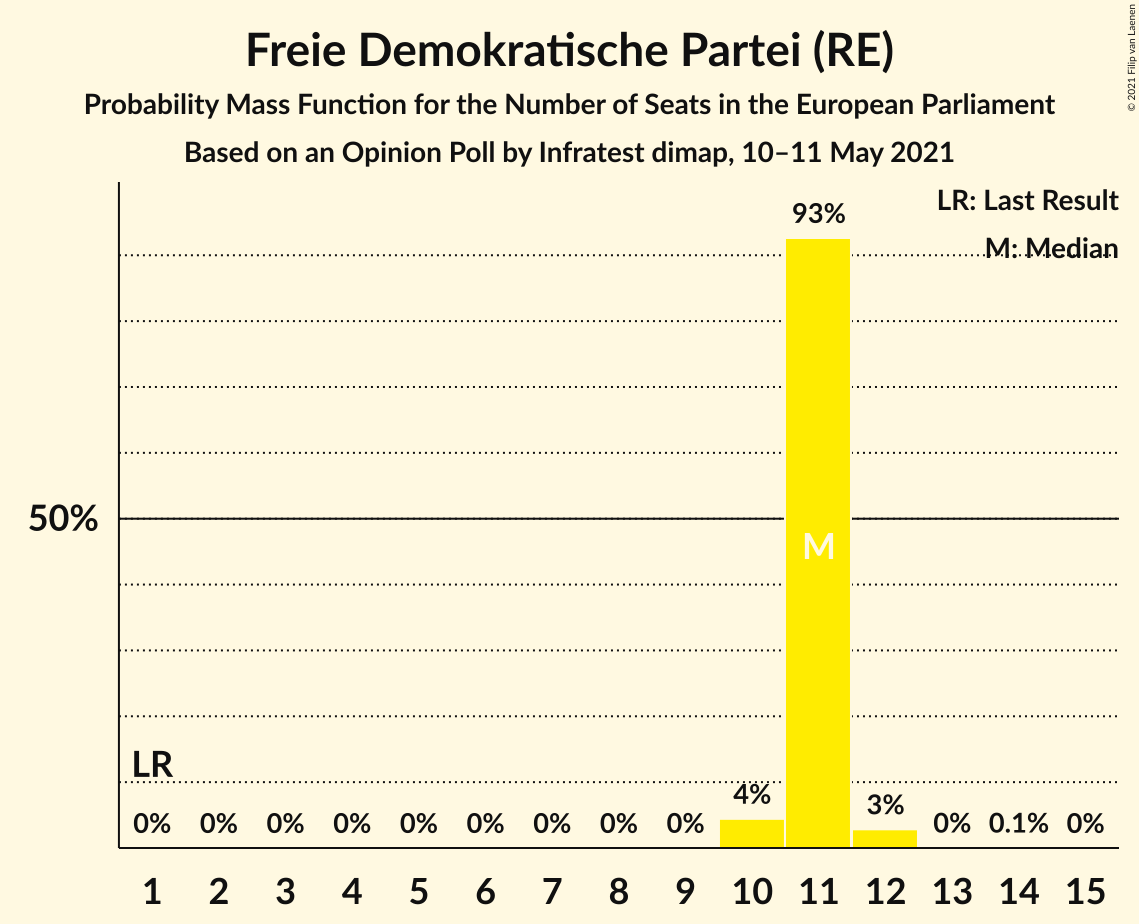 Freie Demokratische Partei (RE)
Probability Mass Function for the Number of Seats in the European Parliament
Based on an Opinion Poll by Infratest dimap, 10–11 May 2021
© 2021 Filip van Laenen
LR: Last Result
M: Median
93%
50%
M
LR
0% 0% 0% 0% 0% 0% 0% 0% 0% 4% 3% 0% 0.1% 0%
1 2 3 4 5 6 7 8 9 10 11 12 13 14 15